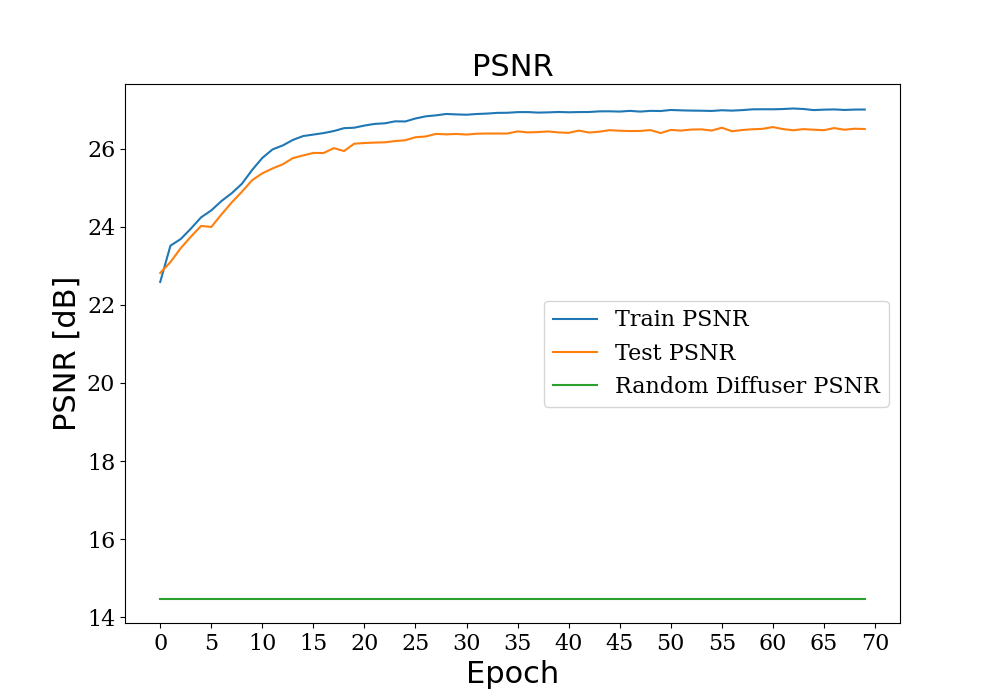 PSNR
PSNR [dB]
26
24
22
20
18
16
14
Train PSNR
Test PSNR
Random Diffuser PSNR
0 5 10 15 20 25 30 35 40 45 50 55 60 65 70
Epoch